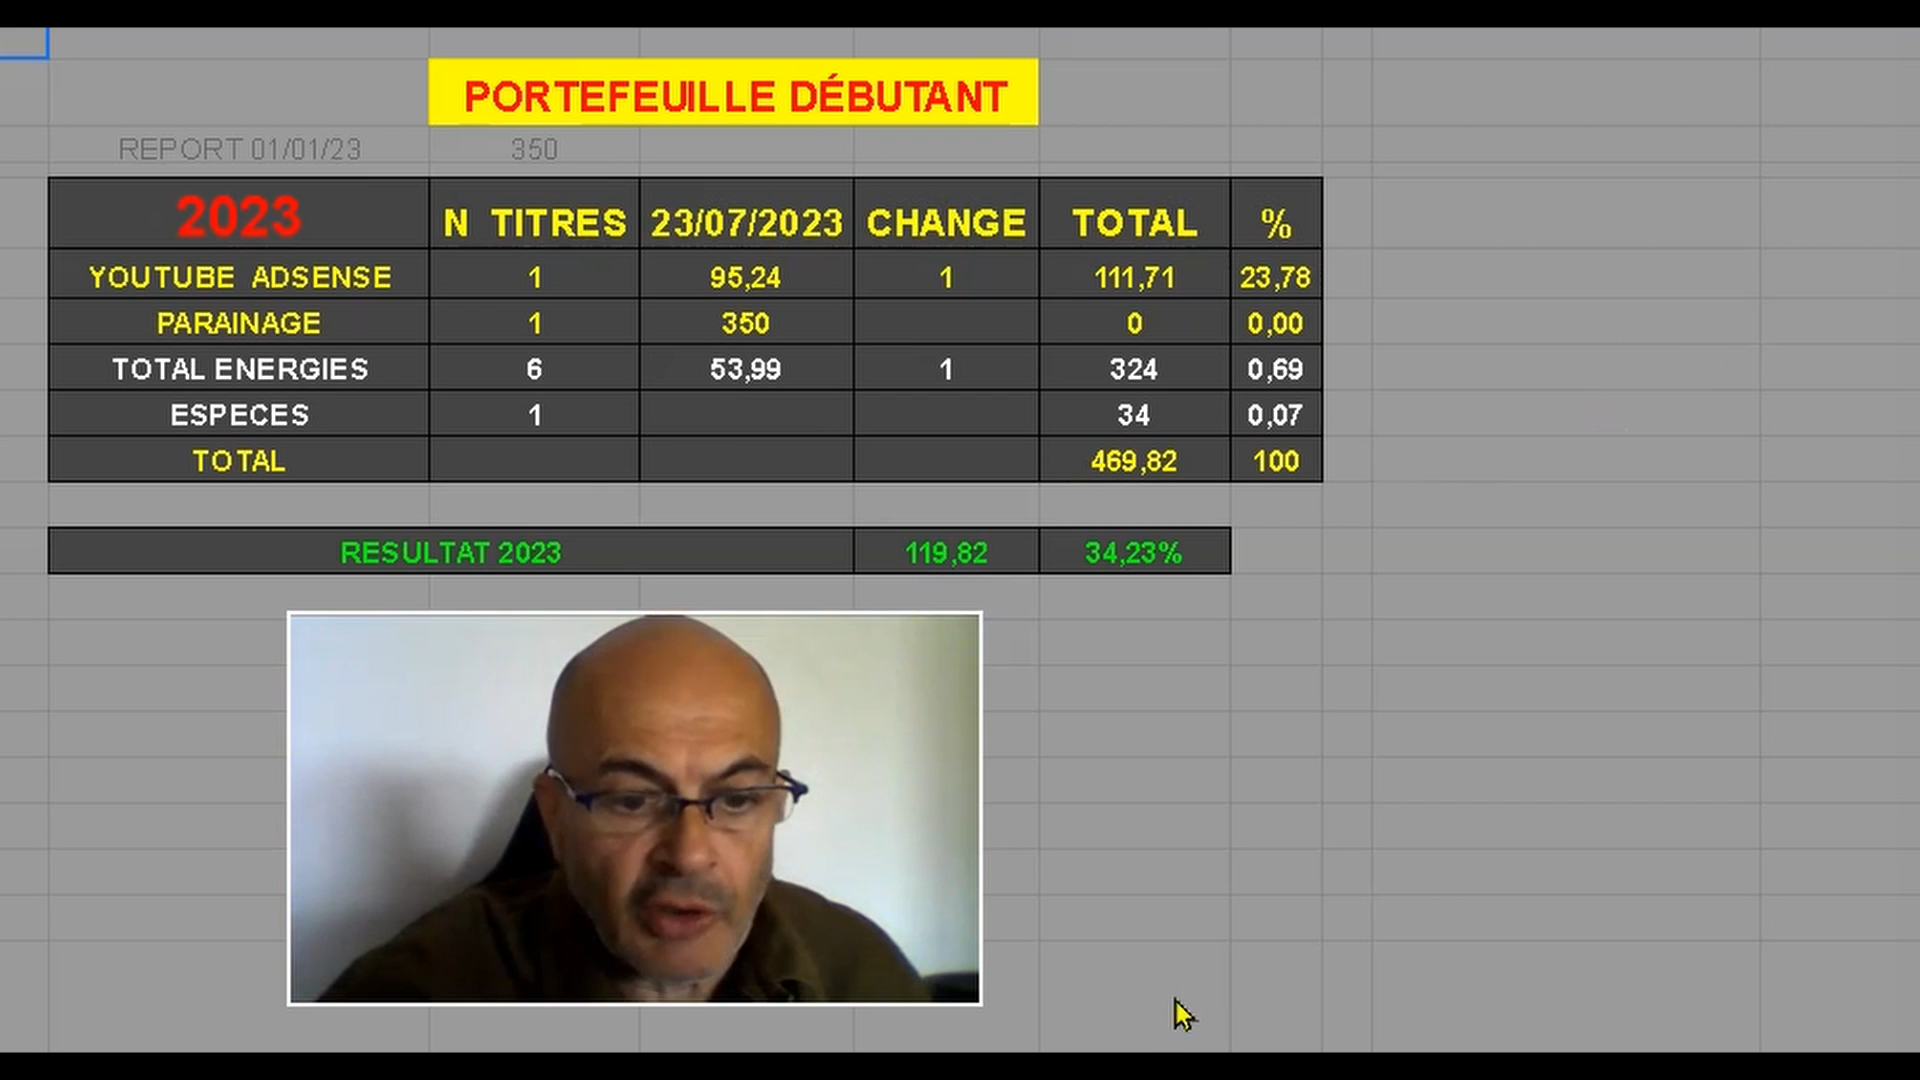 PORTEFEUILLE DÉBUTANT
REPORT 01/01/23 350
2023 N TITRES 23/07/2023 CHANGE TOTAL %
YOUTUBE ADSENSE 1 95,24 1 111,71 23,78
PARAINAGE 1 350 0 0,00
TOTAL ENERGIES 6 53,99 1 324 0,69
ESPECES 1 34 0,07
TOTAL 469,82 100
RESULTAT 2023 119,82 34,23%